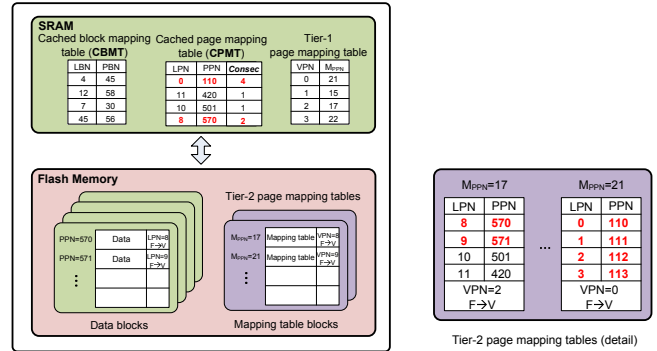 SRAM
Cached block mapping table (CBMT)
LBN PBN
4 45
12 58
7 30
45 56
Cached page mapping table (CPMT)
LPN PPN Consec
0 110 4
11 420 1
10 501 1
8 570 2
Tier-1 page mapping table
VPN MPPN
0 21
1 15
2 17
3 22
Flash Memory
PPN=570 Data LPN=8 F→V
PPN=571 Data LPN=9 F→V
⋮
Data blocks
Tier-2 page mapping tables
MPPN=17 Mapping table VPN=8 F→V
MPPN=21 Mapping table VPN=9 F→V
⋮
Mapping table blocks
MPPN=17
LPN PPN
8 570
9 571
10 501
11 420
VPN=2
F→V
...
MPPN=21
LPN PPN
0 110
1 111
2 112
3 113
VPN=0
F→V
Tier-2 page mapping tables (detail)